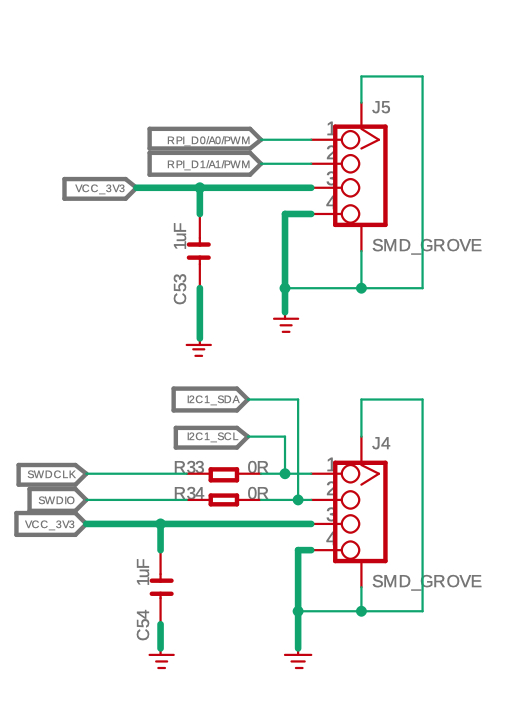 J5
1
RPI_D0/A0/PWM
2
RPI_D1/A1/PWM
3
VCC_3V3
4
1uF
SMD_GROVE
C53
I2C1_SDA
I2C1_SCL
J4
1
SWDCLK
R33
0R
2
SWDIO
R34
0R
3
VCC_3V3
4
1uF
SMD_GROVE
C54